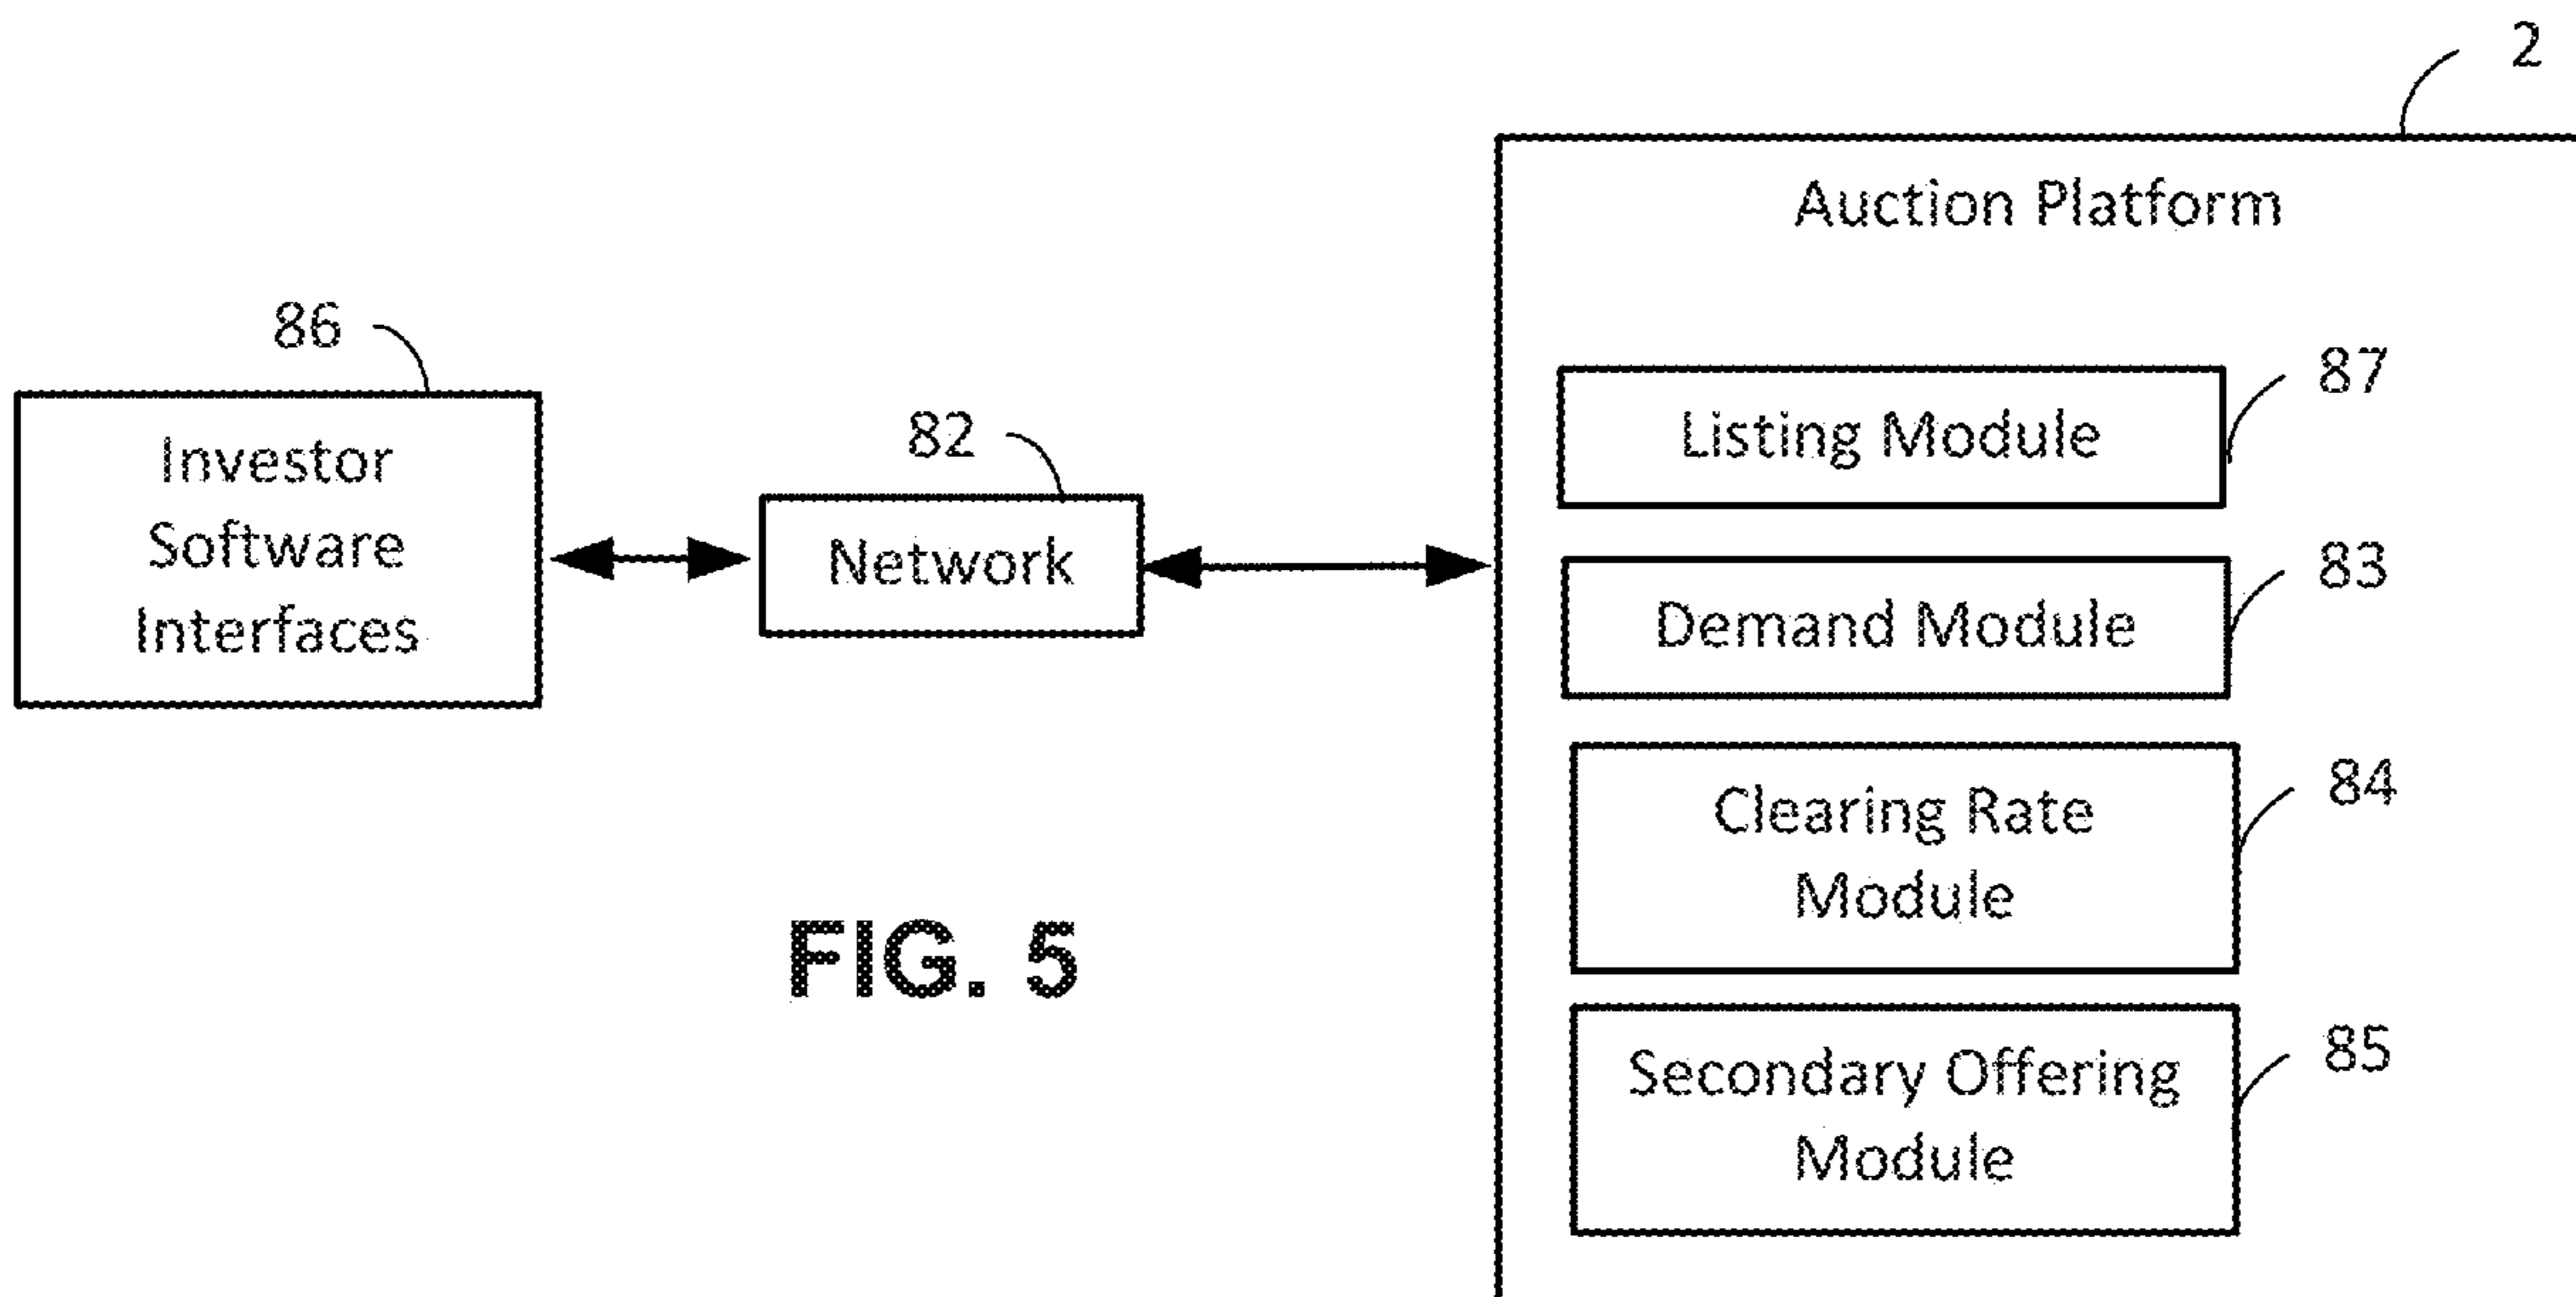 2
Auction Platform
86
Investor
Software
Interfaces
82
Network
87
Listing Module
83
Demand Module
84
Clearing Rate
Module
85
Secondary Offering
Module
FIG. 5